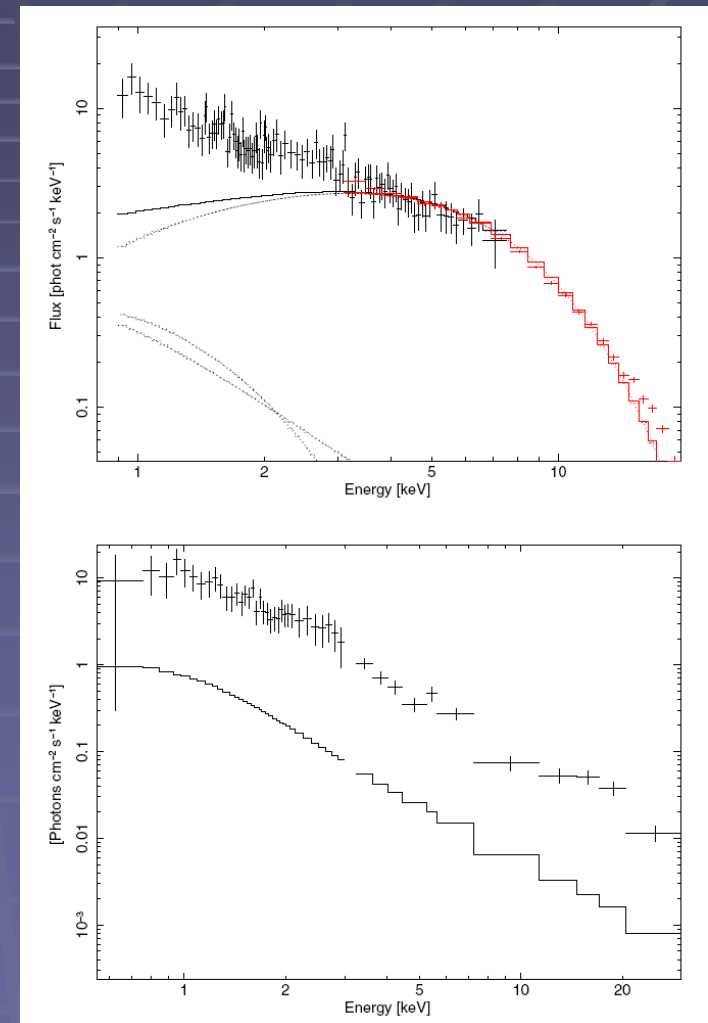 10
1
0.1
Flux [phot cm⁻² s⁻¹ keV⁻¹]
1 2 5 10
Energy [keV]
10
1
0.1
0.01
10⁻³
[Photons cm⁻² s⁻¹ keV⁻¹]
1 2 5 10 20
Energy [keV]